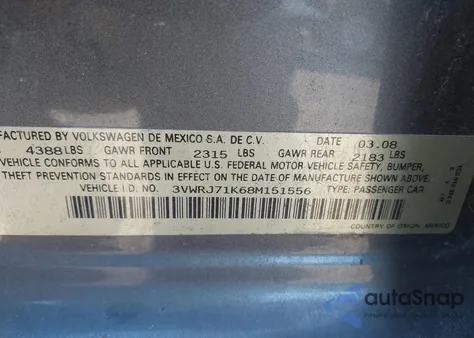 FACTURED BY VOLKSWAGEN DE MEXICO S.A. DE C.V. DATE 03.08
4388 LBS GAWR FRONT 2315 LBS GAWR REAR 2183 LBS
VEHICLE CONFORMS TO ALL APPLICABLE U.S. FEDERAL MOTOR VEHICLE SAFETY, BUMPER,
THEFT PREVENTION STANDARDS IN EFFECT ON THE DATE OF MANUFACTURE SHOWN ABOVE.
VEHICLE I.D. NO. 3VWRJ71K68M151556 TYPE: PASSENGER CAR
COUNTRY OF ORIGIN: MEXICO
autoSnap